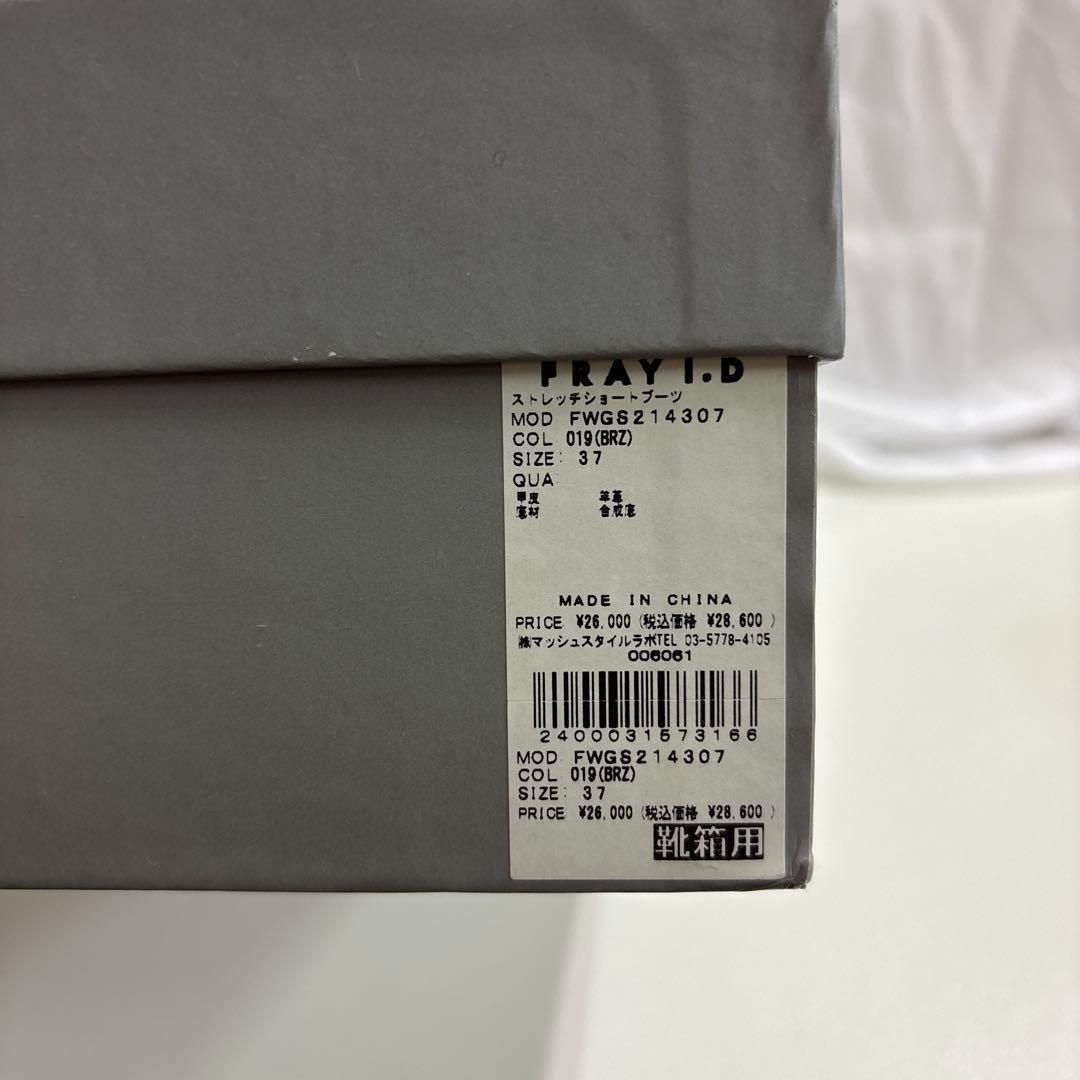 FRAY I.D
ストレッチショートブーツ
MOD FWGS214307
COL 019(BRZ)
SIZE: 37
QUA
甲皮 羊革
底材 合成底
MADE IN CHINA
PRICE ¥26,000 (税込価格 ¥28,600 )
㈱マッシュスタイルラボTEL 03-5778-4105
006061
2400031573166
MOD FWGS214307
COL 019(BRZ)
SIZE: 37
PRICE ¥26,000 (税込価格 ¥28,600 )
靴箱用